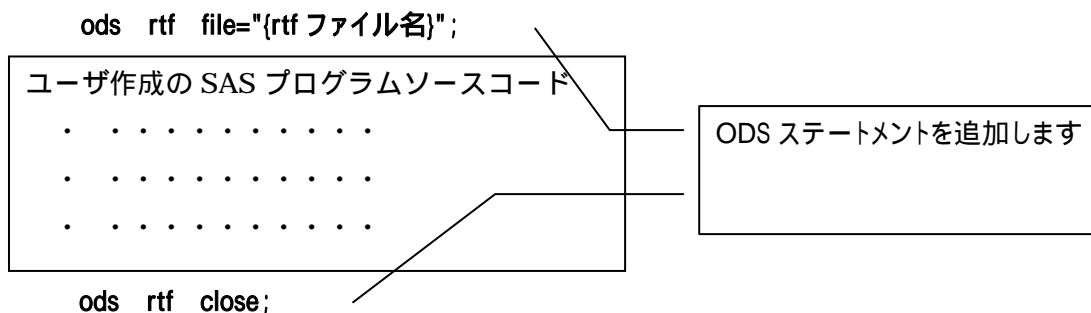 ods rtf file="{rtf ファイル名}";
ユーザ作成の SAS プログラムソースコード
・ ・・・・・・・・・・
・ ・・・・・・・・・・
・ ・・・・・・・・・・
ods rtf close;
ODS ステートメントを追加します